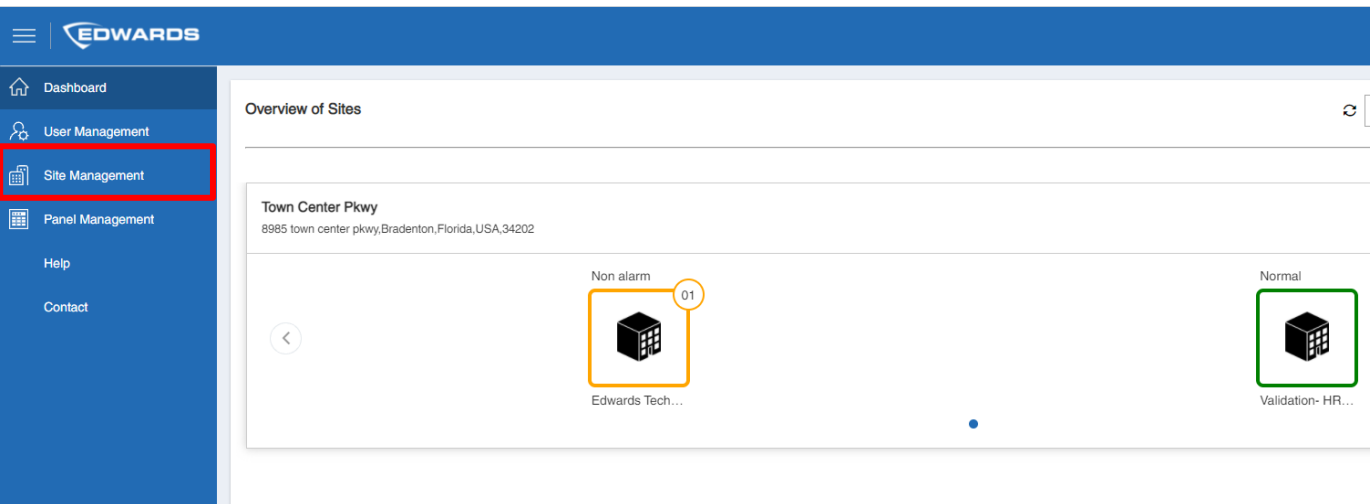 EDWARDS
Dashboard
User Management
Site Management
Panel Management
Help
Contact
Overview of Sites
Town Center Pkwy
8985 town center pkwy,Bradenton,Florida,USA,34202
Non alarm
01
Edwards Tech…
Normal
Validation- HR…